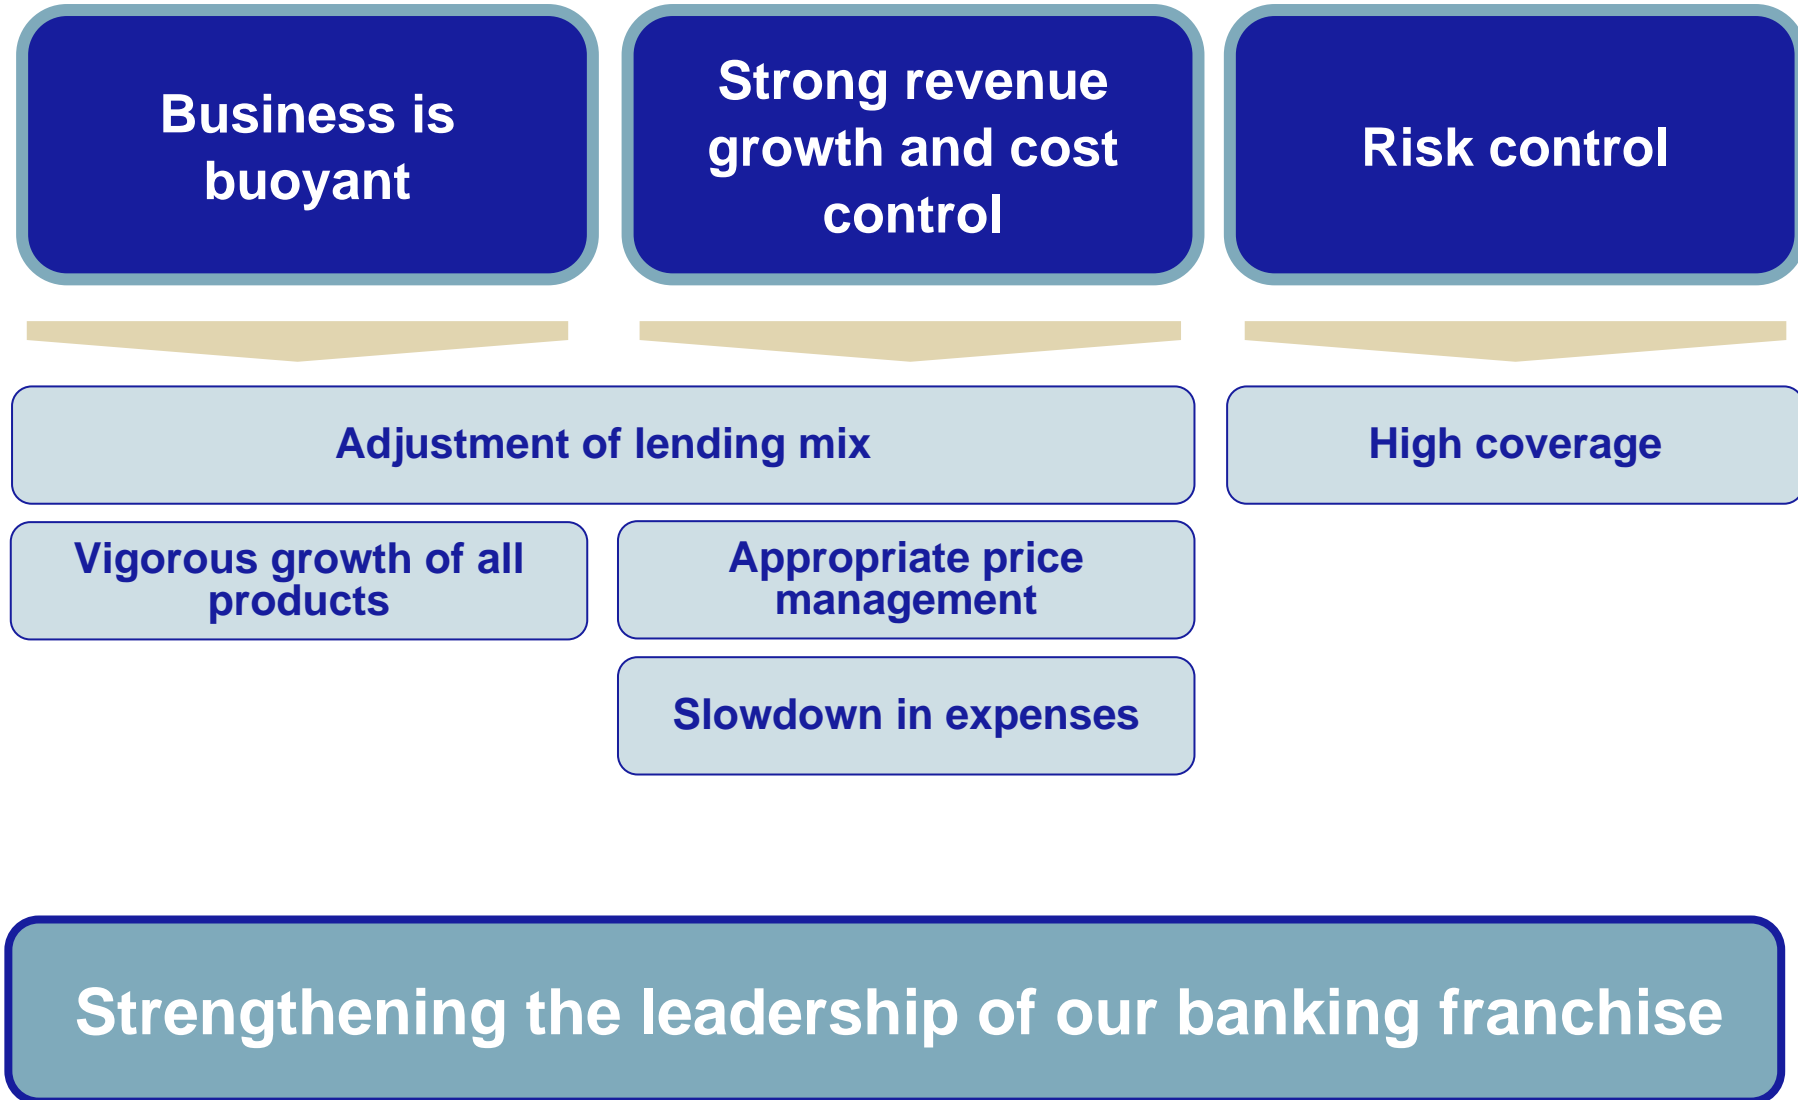 Business is
buoyant
Strong revenue
growth and cost
control
Risk control
Adjustment of lending mix
High coverage
Vigorous growth of all
products
Appropriate price
management
Slowdown in expenses
Strengthening the leadership of our banking franchise